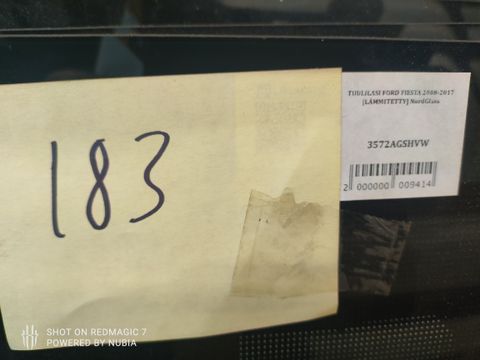 183
TUULILASI FORD FIESTA 2008-2017
[LÄMMITETTY] NordGlass
3572AGSHVW
2 000000 009414
SHOT ON REDMAGIC 7
POWERED BY NUBIA